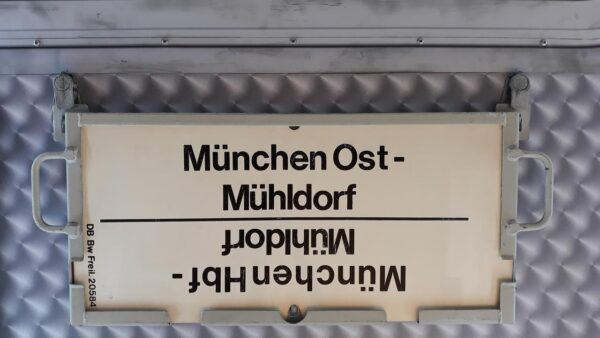 München Ost -
Mühldorf
München Hbf -
Mühldorf
DB Bw Freil. 20584